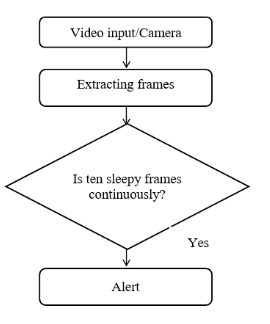 Video input/Camera
Extracting frames
Is ten sleepy frames
continuously?
Yes
Alert